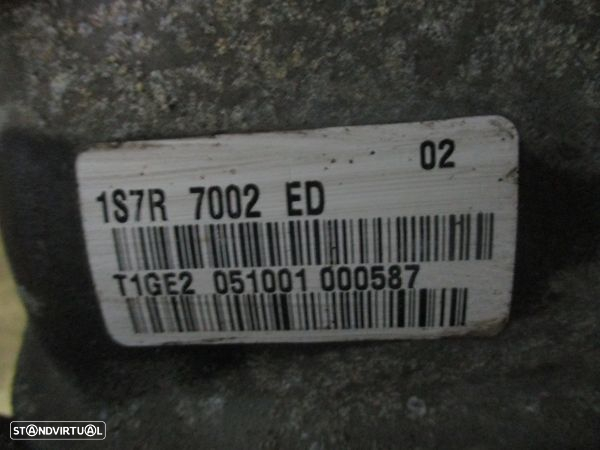 02
1S7R 7002 ED
T1GE2 051001 000587
STANDVIRTUAL